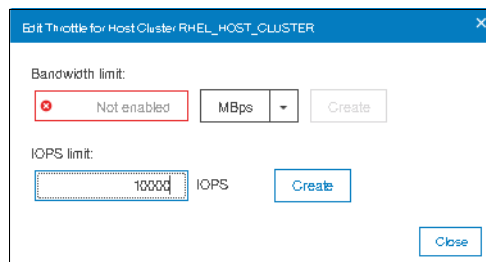 Edit Throttle for Host Cluster RHEL_HOST_CLUSTER
Bandwidth limit:
Not enabled MBps Create
IOPS limit:
10000 IOPS Create
Close